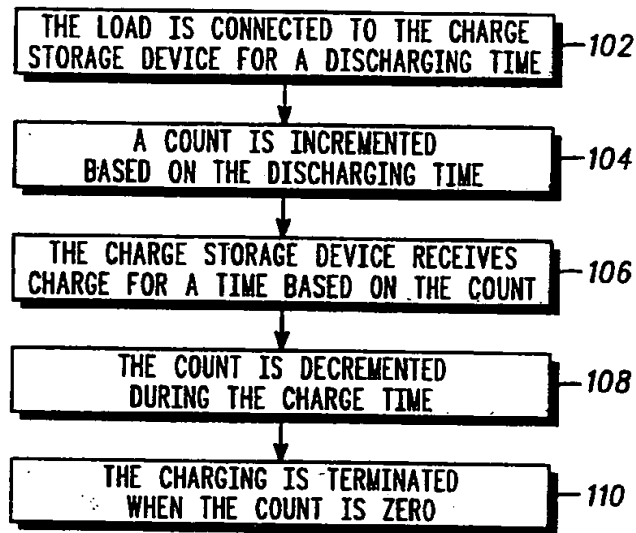 THE LOAD IS CONNECTED TO THE CHARGE
STORAGE DEVICE FOR A DISCHARGING TIME
102
A COUNT IS INCREMENTED
BASED ON THE DISCHARGING TIME
104
THE CHARGE STORAGE DEVICE RECEIVES
CHARGE FOR A TIME BASED ON THE COUNT
106
THE COUNT IS DECREMENTED
DURING THE CHARGE TIME
108
THE CHARGING IS TERMINATED
WHEN THE COUNT IS ZERO
110